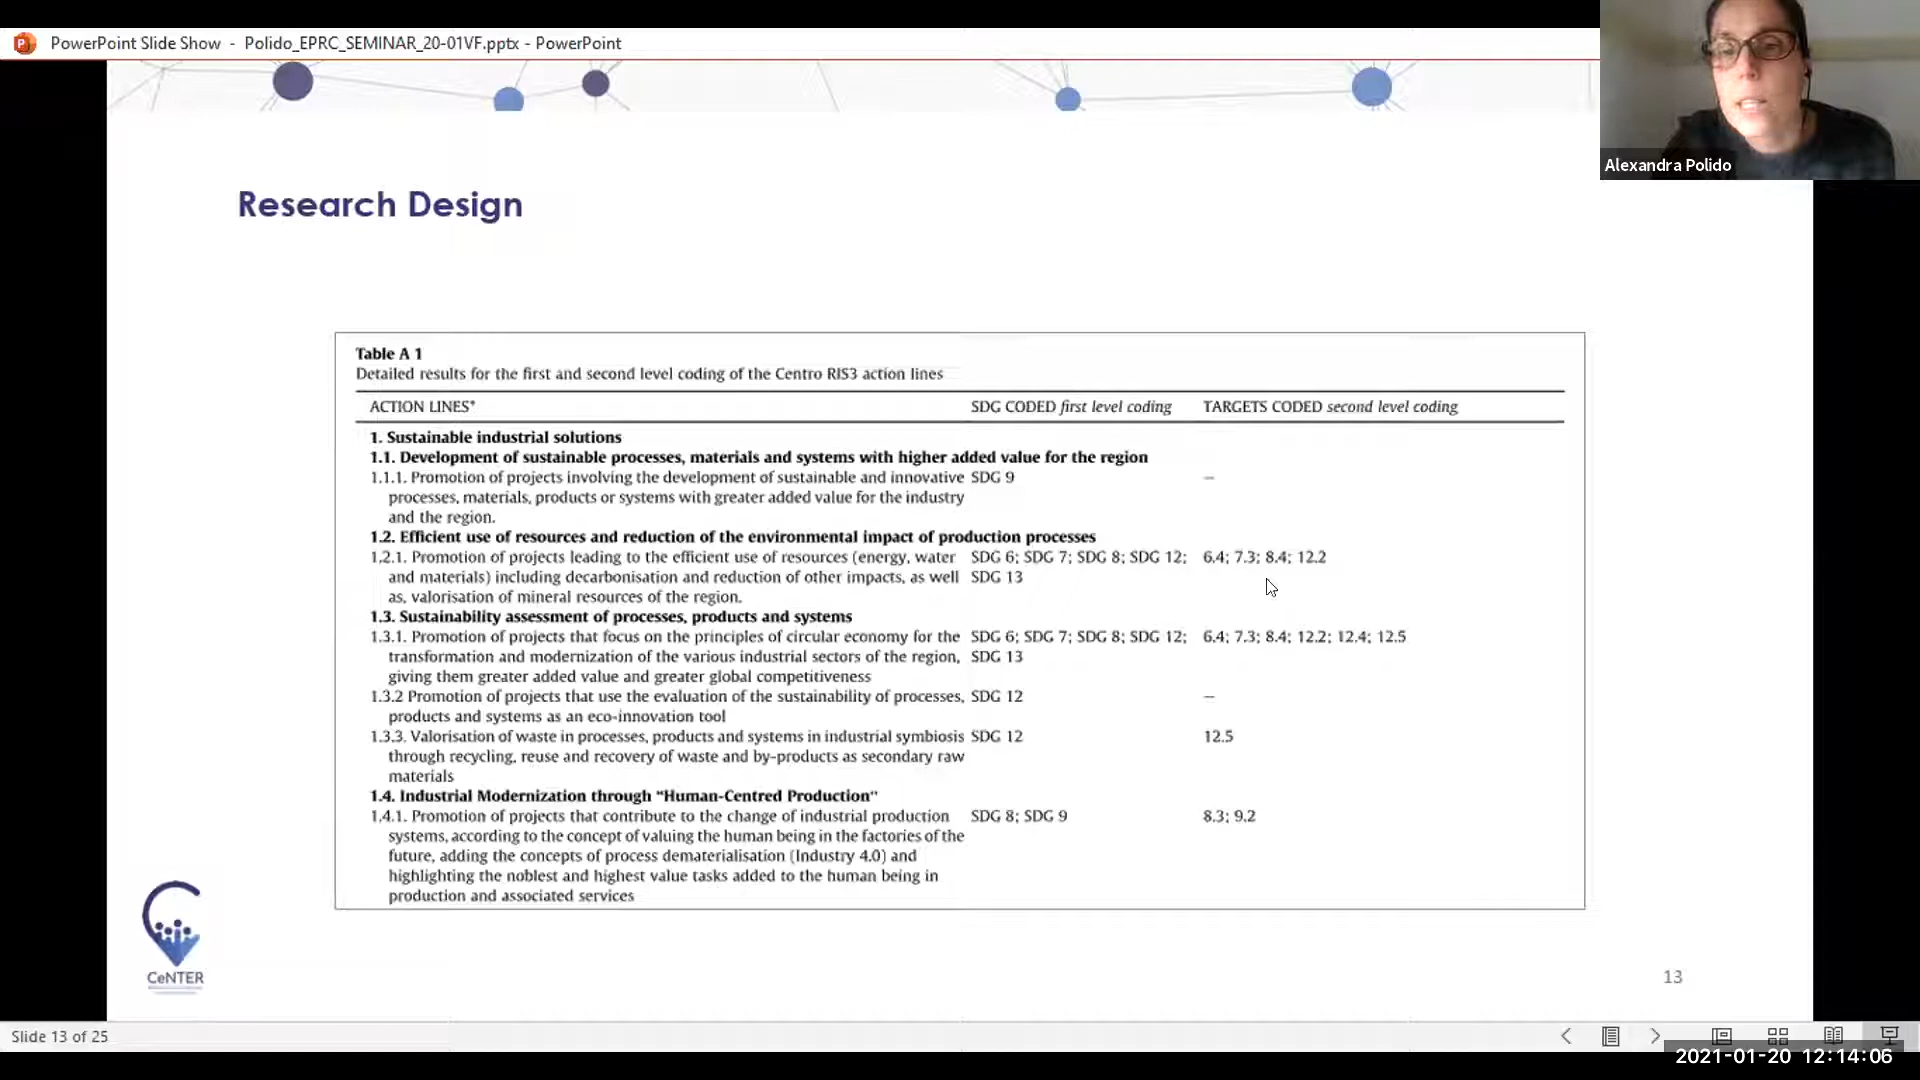 PowerPoint Slide Show - Polido_EPRC_SEMINAR_20-01VF.pptx - PowerPoint
Alexandra Polido
Research Design
Table A 1
Detailed results for the first and second level coding of the Centro RIS3 action lines
ACTION LINES* SDG CODED first level coding TARGETS CODED second level coding
1. Sustainable industrial solutions
1.1. Development of sustainable processes, materials and systems with higher added value for the region
1.1.1. Promotion of projects involving the development of sustainable and innovative SDG 9 –
processes, materials, products or systems with greater added value for the industry
and the region.
1.2. Efficient use of resources and reduction of the environmental impact of production processes
1.2.1. Promotion of projects leading to the efficient use of resources (energy, water SDG 6; SDG 7; SDG 8; SDG 12; 6.4; 7.3; 8.4; 12.2
and materials) including decarbonisation and reduction of other impacts, as well SDG 13
as, valorisation of mineral resources of the region.
1.3. Sustainability assessment of processes, products and systems
1.3.1. Promotion of projects that focus on the principles of circular economy for the SDG 6; SDG 7; SDG 8; SDG 12; 6.4; 7.3; 8.4; 12.2; 12.4; 12.5
transformation and modernization of the various industrial sectors of the region, SDG 13
giving them greater added value and greater global competitiveness
1.3.2 Promotion of projects that use the evaluation of the sustainability of processes, SDG 12 –
products and systems as an eco-innovation tool
1.3.3. Valorisation of waste in processes, products and systems in industrial symbiosis SDG 12 12.5
through recycling, reuse and recovery of waste and by-products as secondary raw
materials
1.4. Industrial Modernization through "Human-Centred Production"
1.4.1. Promotion of projects that contribute to the change of industrial production SDG 8; SDG 9 8.3; 9.2
systems, according to the concept of valuing the human being in the factories of the
future, adding the concepts of process dematerialisation (Industry 4.0) and
highlighting the noblest and highest value tasks added to the human being in
production and associated services
CeNTER
13
Slide 13 of 25
2021-01-20 12:14:06